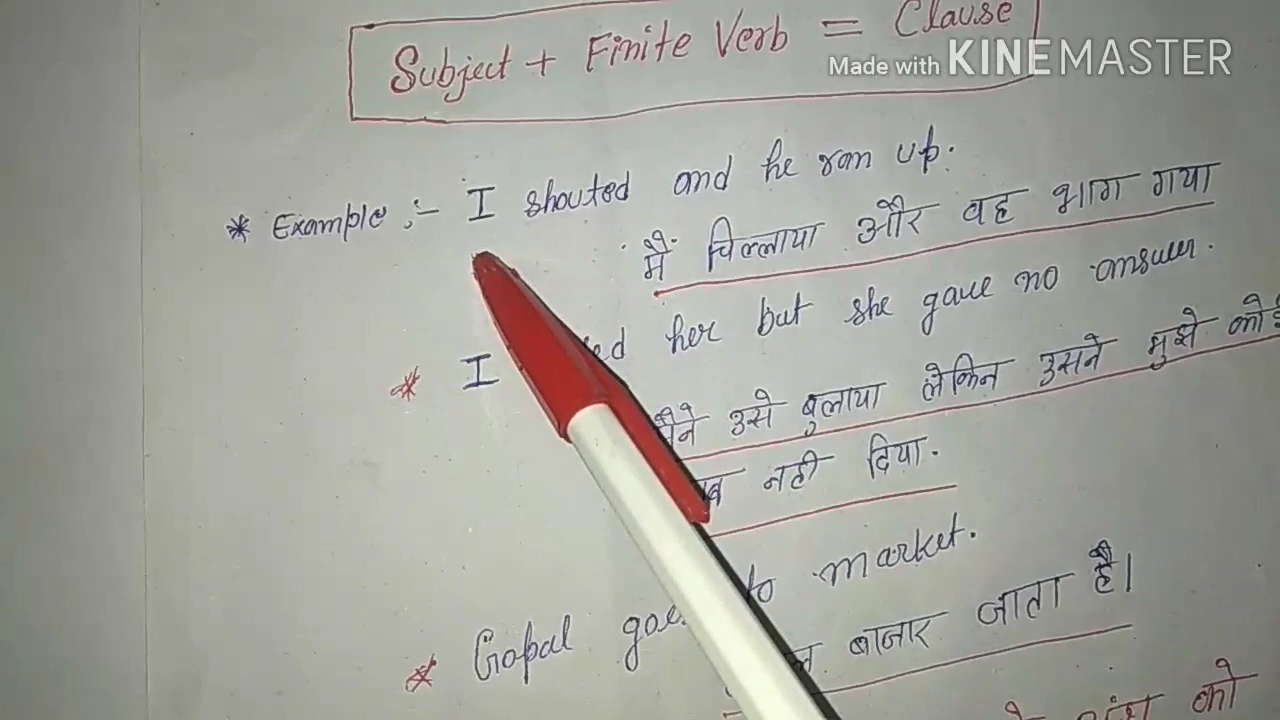 Subject + Finite Verb = Clause
Made with KINEMASTER
* Example :- I shouted and he ran up.
मैं चिल्लाया और वह भाग गया
* I her but she gave no answer.
उसे बुलाया लेकिन उसने मुझे
नही दिया.
* Gopal to market.
बाजार जाता है।
को